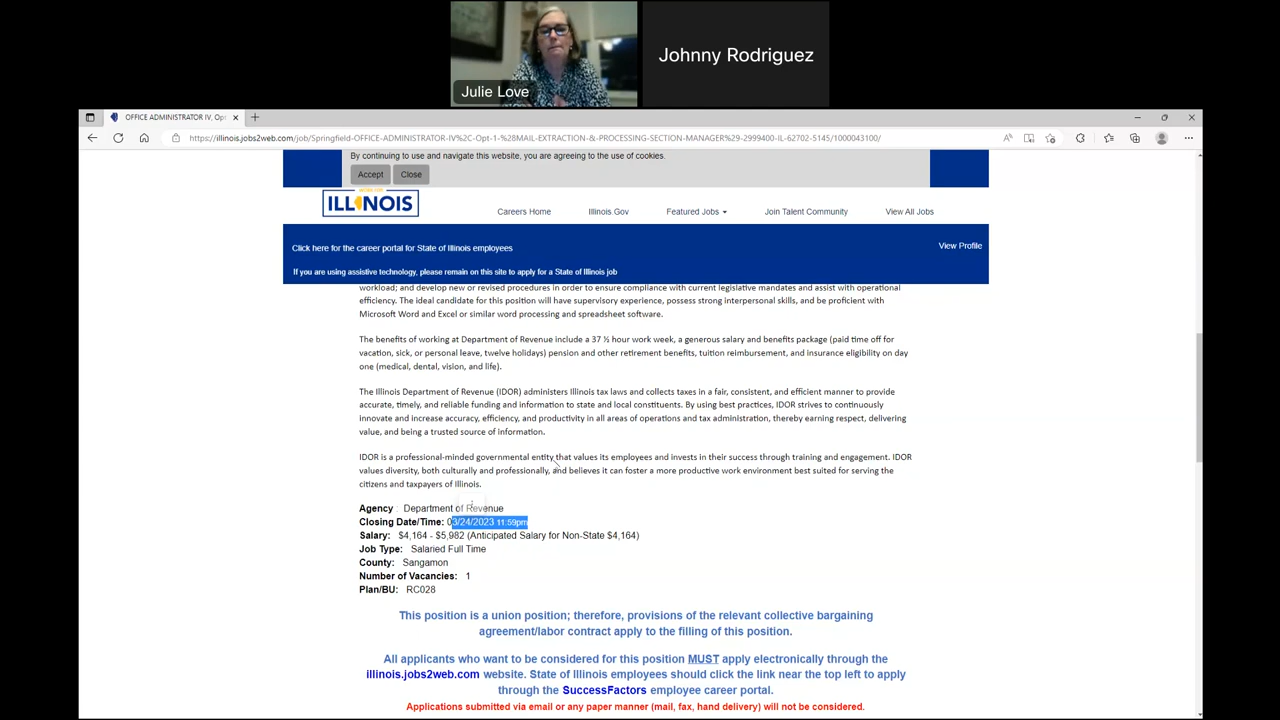 Julie Love
Johnny Rodriguez
OFFICE ADMINISTRATOR IV, Op
https://illinois.jobs2web.com/job/Springfield-OFFICE-ADMINISTRATOR-IV%2C-Opt-1-%28MAIL-EXTRACTION-&-PROCESSING-SECTION-MANAGER%29-2999400-IL-62702-5145/1000043100/
By continuing to use and navigate this website, you are agreeing to the use of cookies.
Accept Close
ILLINOIS
Careers Home Illinois.Gov Featured Jobs Join Talent Community View All Jobs
Click here for the career portal for State of Illinois employees
View Profile
If you are using assistive technology, please remain on this site to apply for a State of Illinois job
workload; and develop new or revised procedures in order to ensure compliance with current legislative mandates and assist with operational
efficiency. The ideal candidate for this position will have supervisory experience, possess strong interpersonal skills, and be proficient with
Microsoft Word and Excel or similar word processing and spreadsheet software.
The benefits of working at Department of Revenue include a 37 ½ hour work week, a generous salary and benefits package (paid time off for
vacation, sick, or personal leave, twelve holidays) pension and other retirement benefits, tuition reimbursement, and insurance eligibility on day
one (medical, dental, vision, and life).
The Illinois Department of Revenue (IDOR) administers Illinois tax laws and collects taxes in a fair, consistent, and efficient manner to provide
accurate, timely, and reliable funding and information to state and local constituents. By using best practices, IDOR strives to continuously
innovate and increase accuracy, efficiency, and productivity in all areas of operations and tax administration, thereby earning respect, delivering
value, and being a trusted source of information.
IDOR is a professional-minded governmental entity that values its employees and invests in their success through training and engagement. IDOR
values diversity, both culturally and professionally, and believes it can foster a more productive work environment best suited for serving the
citizens and taxpayers of Illinois.
Agency : Department of Revenue
Closing Date/Time: 03/24/2023 11:59pm
Salary: $4,164 - $5,982 (Anticipated Salary for Non-State $4,164)
Job Type: Salaried Full Time
County: Sangamon
Number of Vacancies: 1
Plan/BU: RC028
This position is a union position; therefore, provisions of the relevant collective bargaining
agreement/labor contract apply to the filling of this position.
All applicants who want to be considered for this position MUST apply electronically through the
illinois.jobs2web.com website. State of Illinois employees should click the link near the top left to apply
through the SuccessFactors employee career portal.
Applications submitted via email or any paper manner (mail, fax, hand delivery) will not be considered.